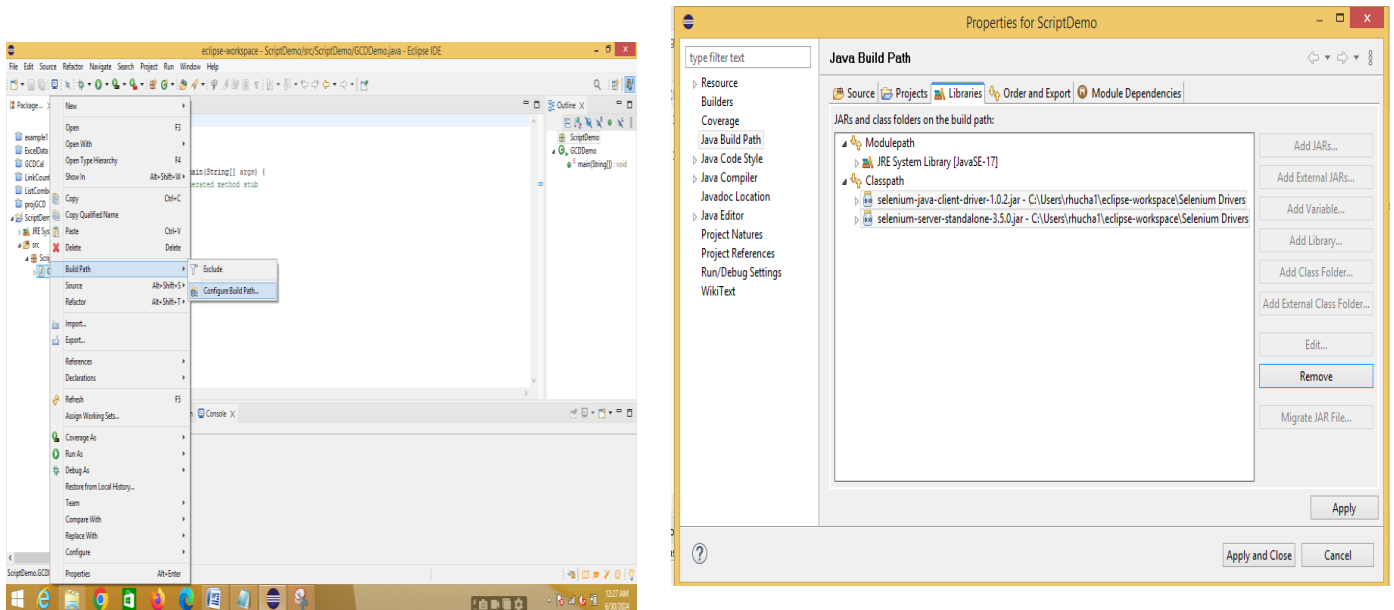 eclipse-workspace - ScriptDemo/src/ScriptDemo/GCDDemo.java - Eclipse IDE
File Edit Source Refactor Navigate Search Project Run Window Help
Package... 
example1
ExcelData
GCDCal
LinkCount
ListCombo
projGCD
ScriptDem
JRE Sys
src
Scri
New
Open F3
Open With
Open Type Hierarchy F4
Show In Alt+Shift+W
Copy Ctrl+C
Copy Qualified Name
Paste Ctrl+V
Delete Delete
Build Path
Source Alt+Shift+S
Refactor Alt+Shift+T
Import...
Export...
References
Declarations
Refresh F5
Assign Working Sets...
Coverage As
Run As
Debug As
Restore from Local History...
Team
Compare With
Replace With
Configure
Properties Alt+Enter
Exclude
Configure Build Path...
main(String[] args) {
erated method stub
Console
Outline
ScriptDemo
GCDDemo
main(String[]) : void
ScriptDemo.GCD
12:27 AM
6/30/2024
Properties for ScriptDemo
type filter text
Resource
Builders
Coverage
Java Build Path
Java Code Style
Java Compiler
Javadoc Location
Java Editor
Project Natures
Project References
Run/Debug Settings
WikiText
Java Build Path
Source Projects Libraries Order and Export Module Dependencies
JARs and class folders on the build path:
Modulepath
JRE System Library [JavaSE-17]
Classpath
selenium-java-client-driver-1.0.2.jar - C:\Users\rhucha1\eclipse-workspace\Selenium Drivers
selenium-server-standalone-3.5.0.jar - C:\Users\rhucha1\eclipse-workspace\Selenium Drivers
Add JARs...
Add External JARs...
Add Variable...
Add Library...
Add Class Folder...
Add External Class Folder...
Edit...
Remove
Migrate JAR File...
Apply
Apply and Close Cancel